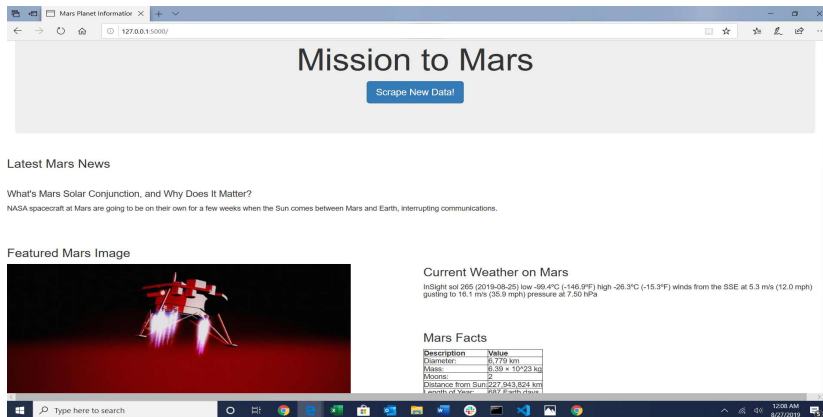 Mars Planet Information
127.0.0.1:5000/
Mission to Mars
Scrape New Data!
Latest Mars News
What's Mars Solar Conjunction, and Why Does It Matter?
NASA spacecraft at Mars are going to be on their own for a few weeks when the Sun comes between Mars and Earth, interrupting communications.
Featured Mars Image
Current Weather on Mars
InSight sol 265 (2019-08-25) low -99.4ºC (-146.9ºF) high -26.3ºC (-15.3ºF) winds from the SSE at 5.3 m/s (12.0 mph)
gusting to 16.1 m/s (35.9 mph) pressure at 7.50 hPa
Mars Facts
Description Value
Diameter: 6,779 km
Mass: 6.39 × 10^23 kg
Moons: 2
Distance from Sun: 227,943,824 km
Length of Year: 687 Earth days
Type here to search
12:08 AM
8/27/2019